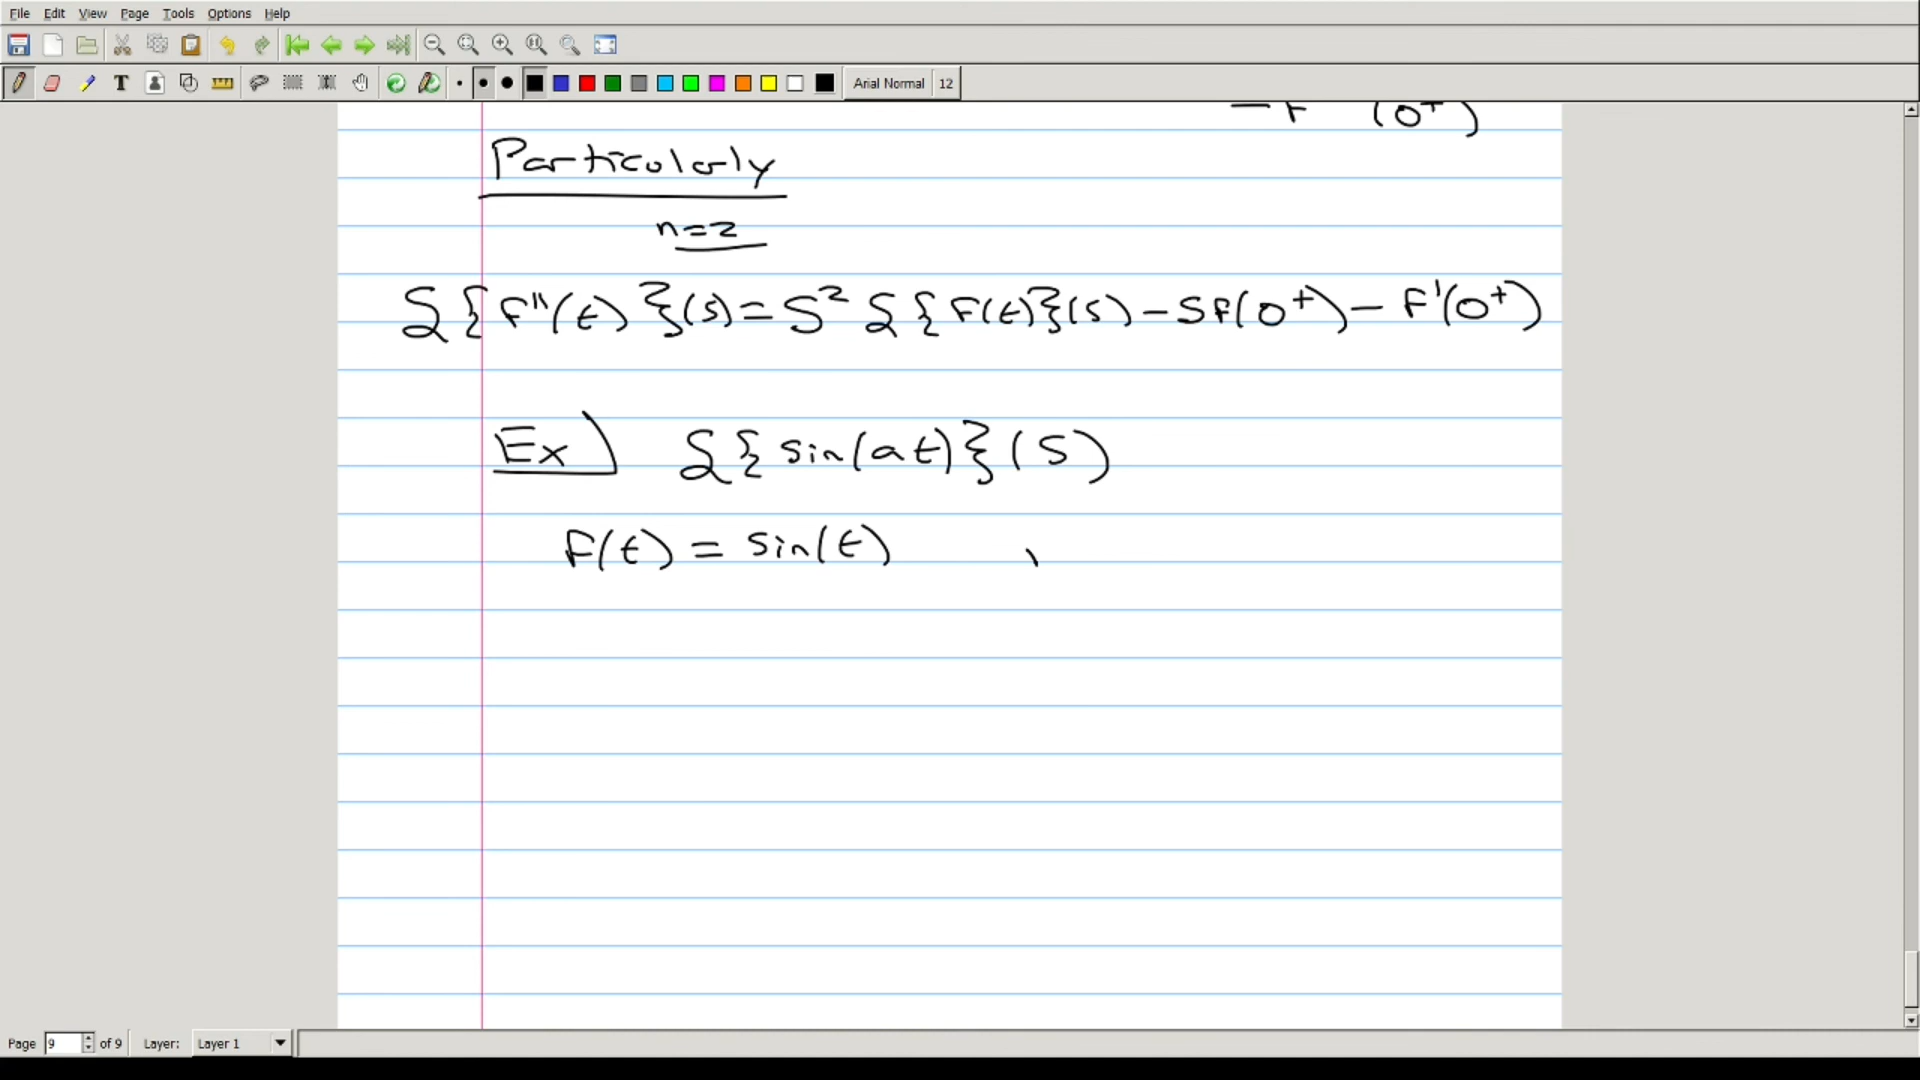 File Edit View Page Tools Options Help
T Arial Normal 12
(0⁺)
Particularly
n=2
ℒ{f''(t)}(s)=s² ℒ{f(t)}(s)-sf(0⁺)-f'(0⁺)
Ex) ℒ{sin(at)}(s)
f(t) = sin(t)
Page 9 of 9 Layer: Layer 1